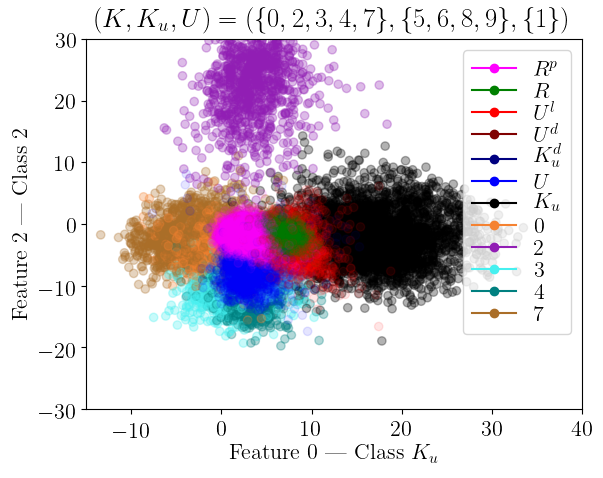 (K, K_u, U) = ({0, 2, 3, 4, 7}, {5, 6, 8, 9}, {1})
Feature 2 — Class 2
30
20
10
0
−10
−20
−30
R^p
R
U^l
U^d
K_u^d
U
K_u
0
2
3
4
7
−10
0
10
20
30
40
Feature 0 — Class K_u